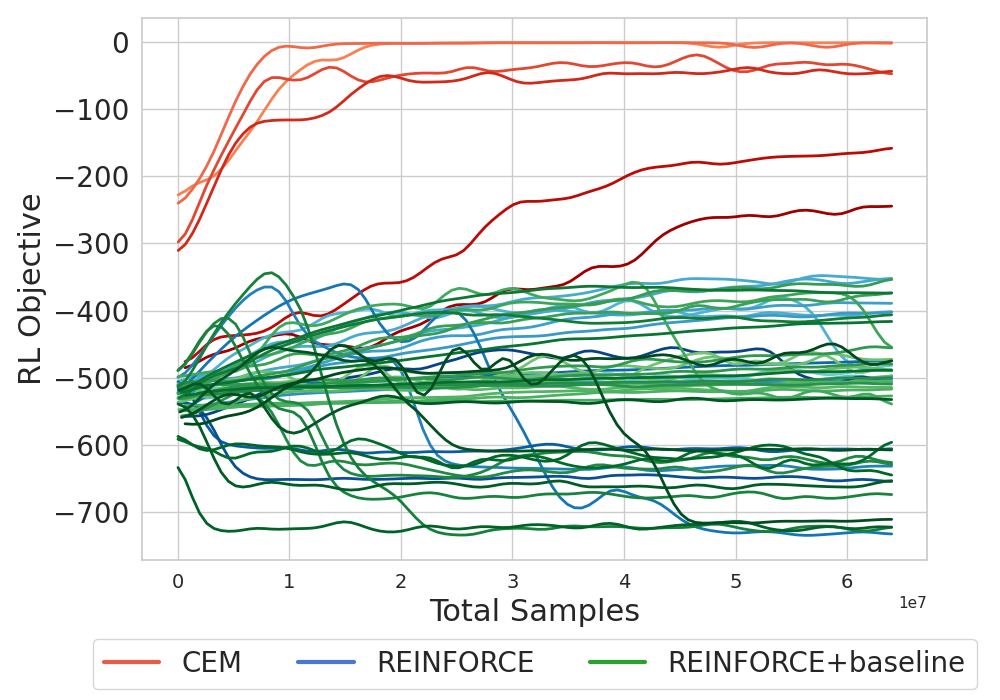 0
−100
−200
−300
−400
−500
−600
−700
RL Objective
0 1 2 3 4 5 6
1e7
Total Samples
CEM REINFORCE REINFORCE+baseline